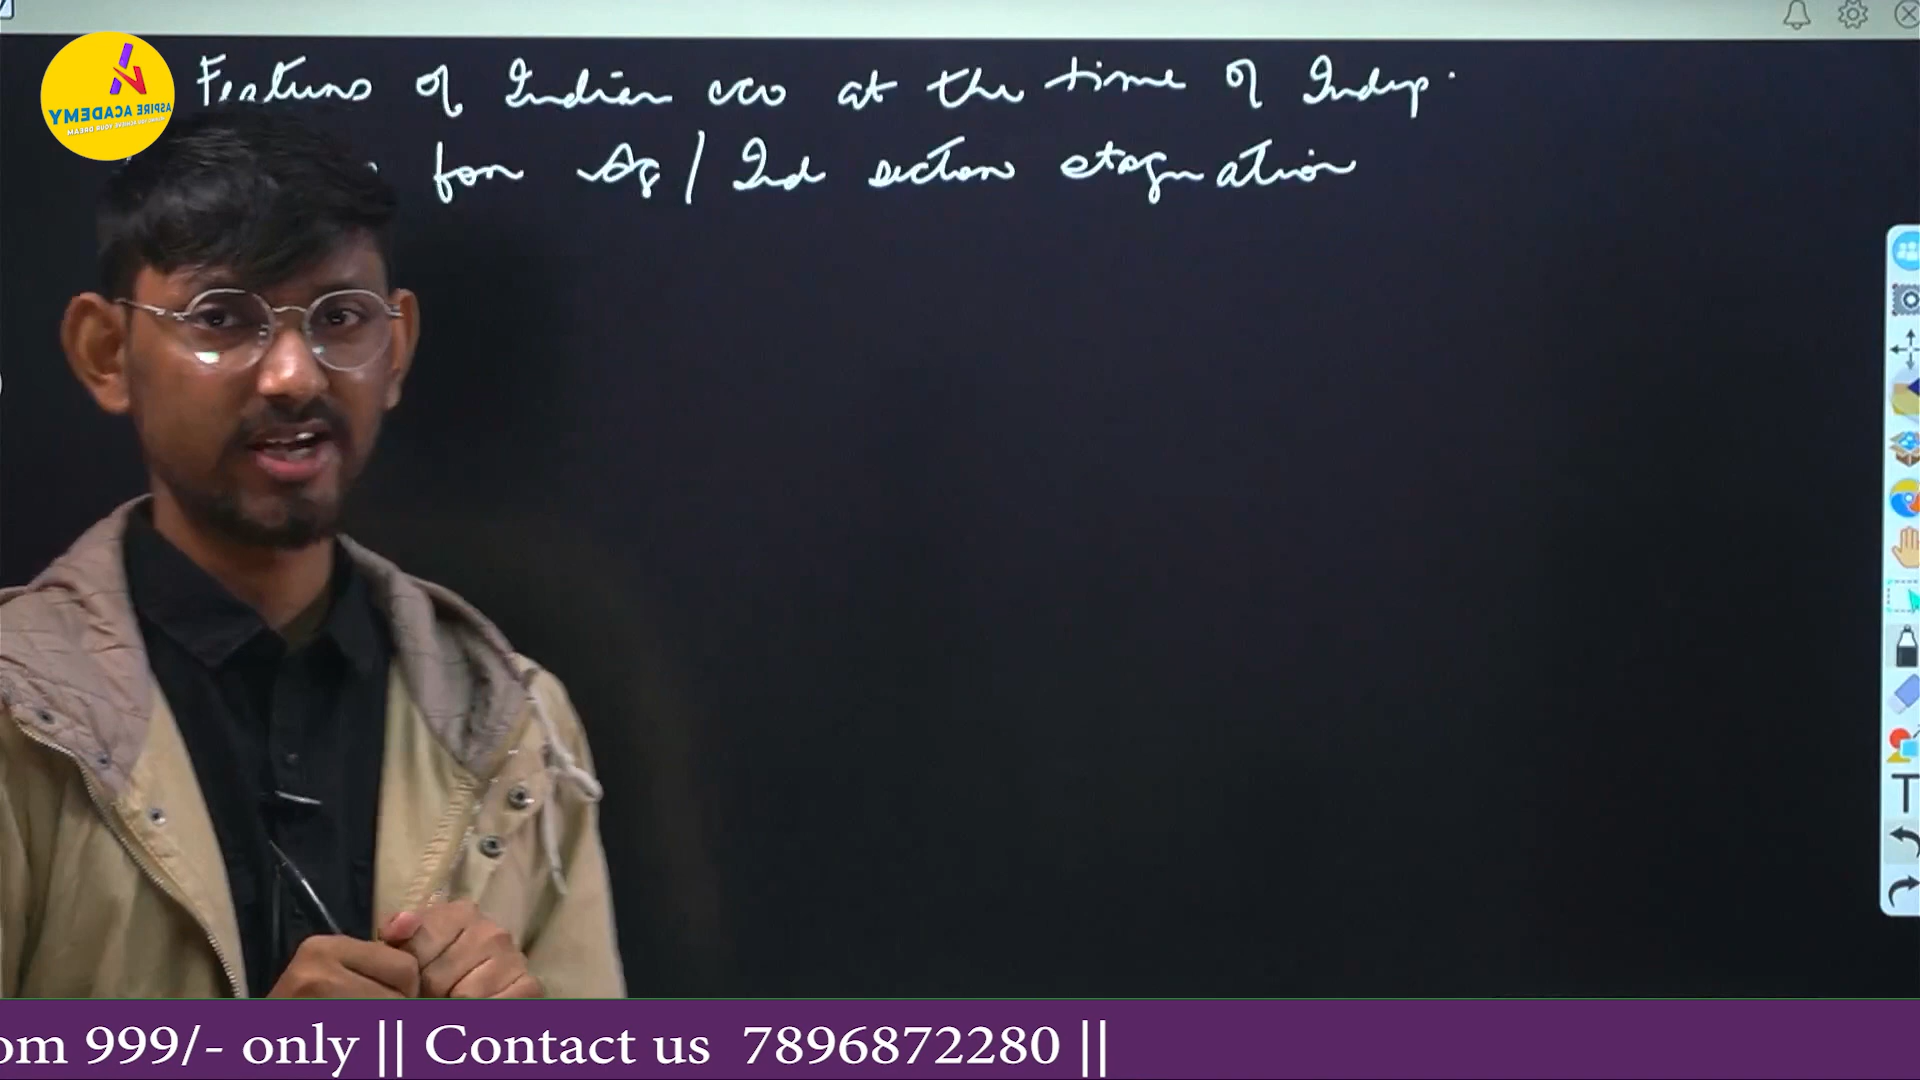 ASPIRE ACADEMY
Features of Indian eco at the time of Indep.
for Ag / Ind section stagnation
om 999/- only || Contact us 7896872280 ||